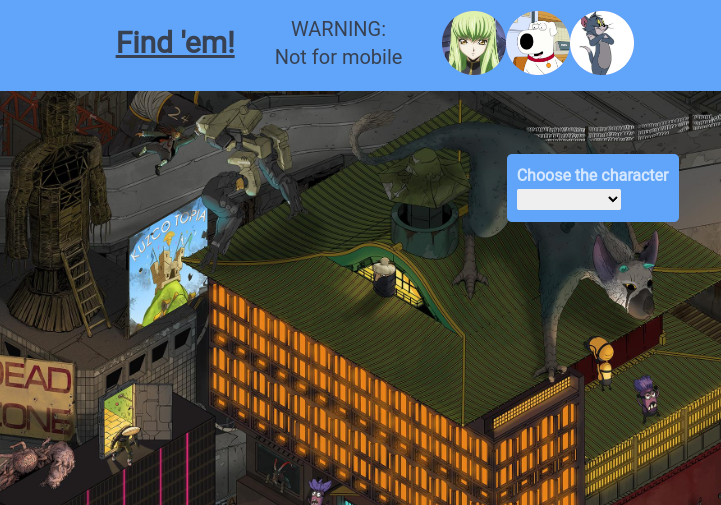 Find 'em!
WARNING:
Not for mobile
Choose the character
KUZCO TOPIA
DEAD
ZONE